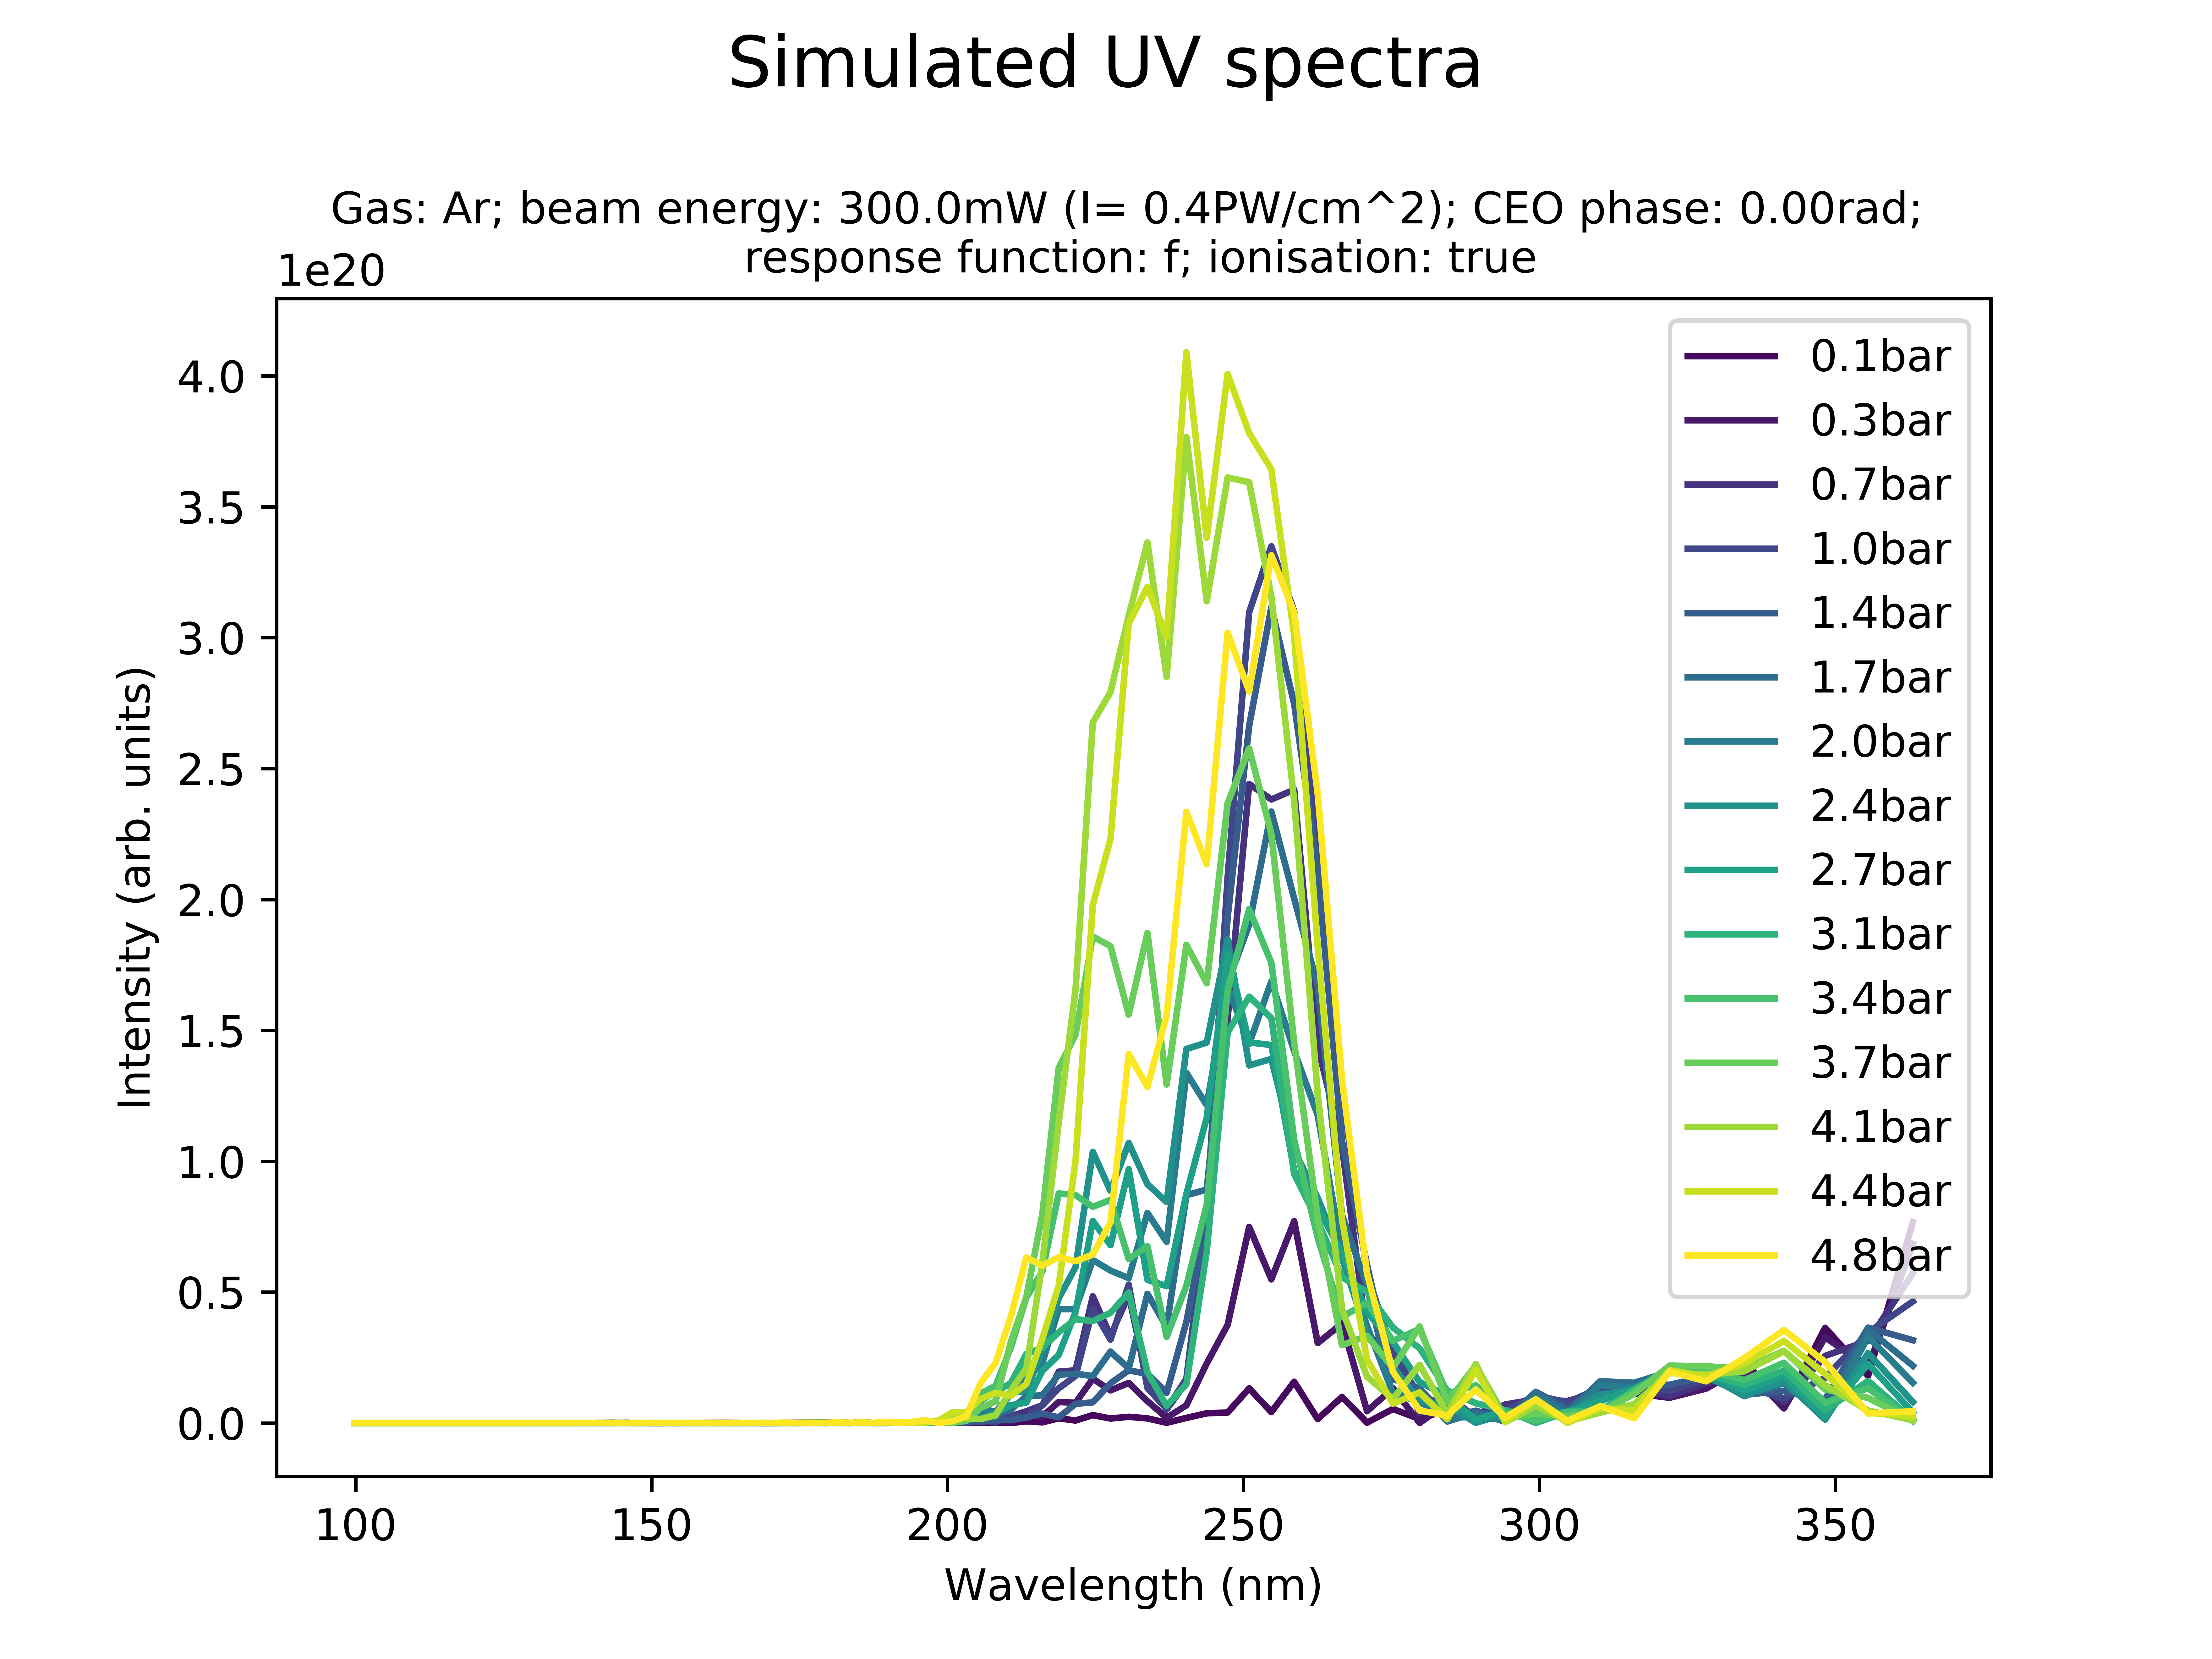 Simulated UV spectra
Gas: Ar; beam energy: 300.0mW (I= 0.4PW/cm^2); CEO phase: 0.00rad;
response function: f; ionisation: true
1e20
4.0
3.5
3.0
2.5
2.0
1.5
1.0
0.5
0.0
Intensity (arb. units)
100
150
200
250
300
350
Wavelength (nm)
0.1bar
0.3bar
0.7bar
1.0bar
1.4bar
1.7bar
2.0bar
2.4bar
2.7bar
3.1bar
3.4bar
3.7bar
4.1bar
4.4bar
4.8bar